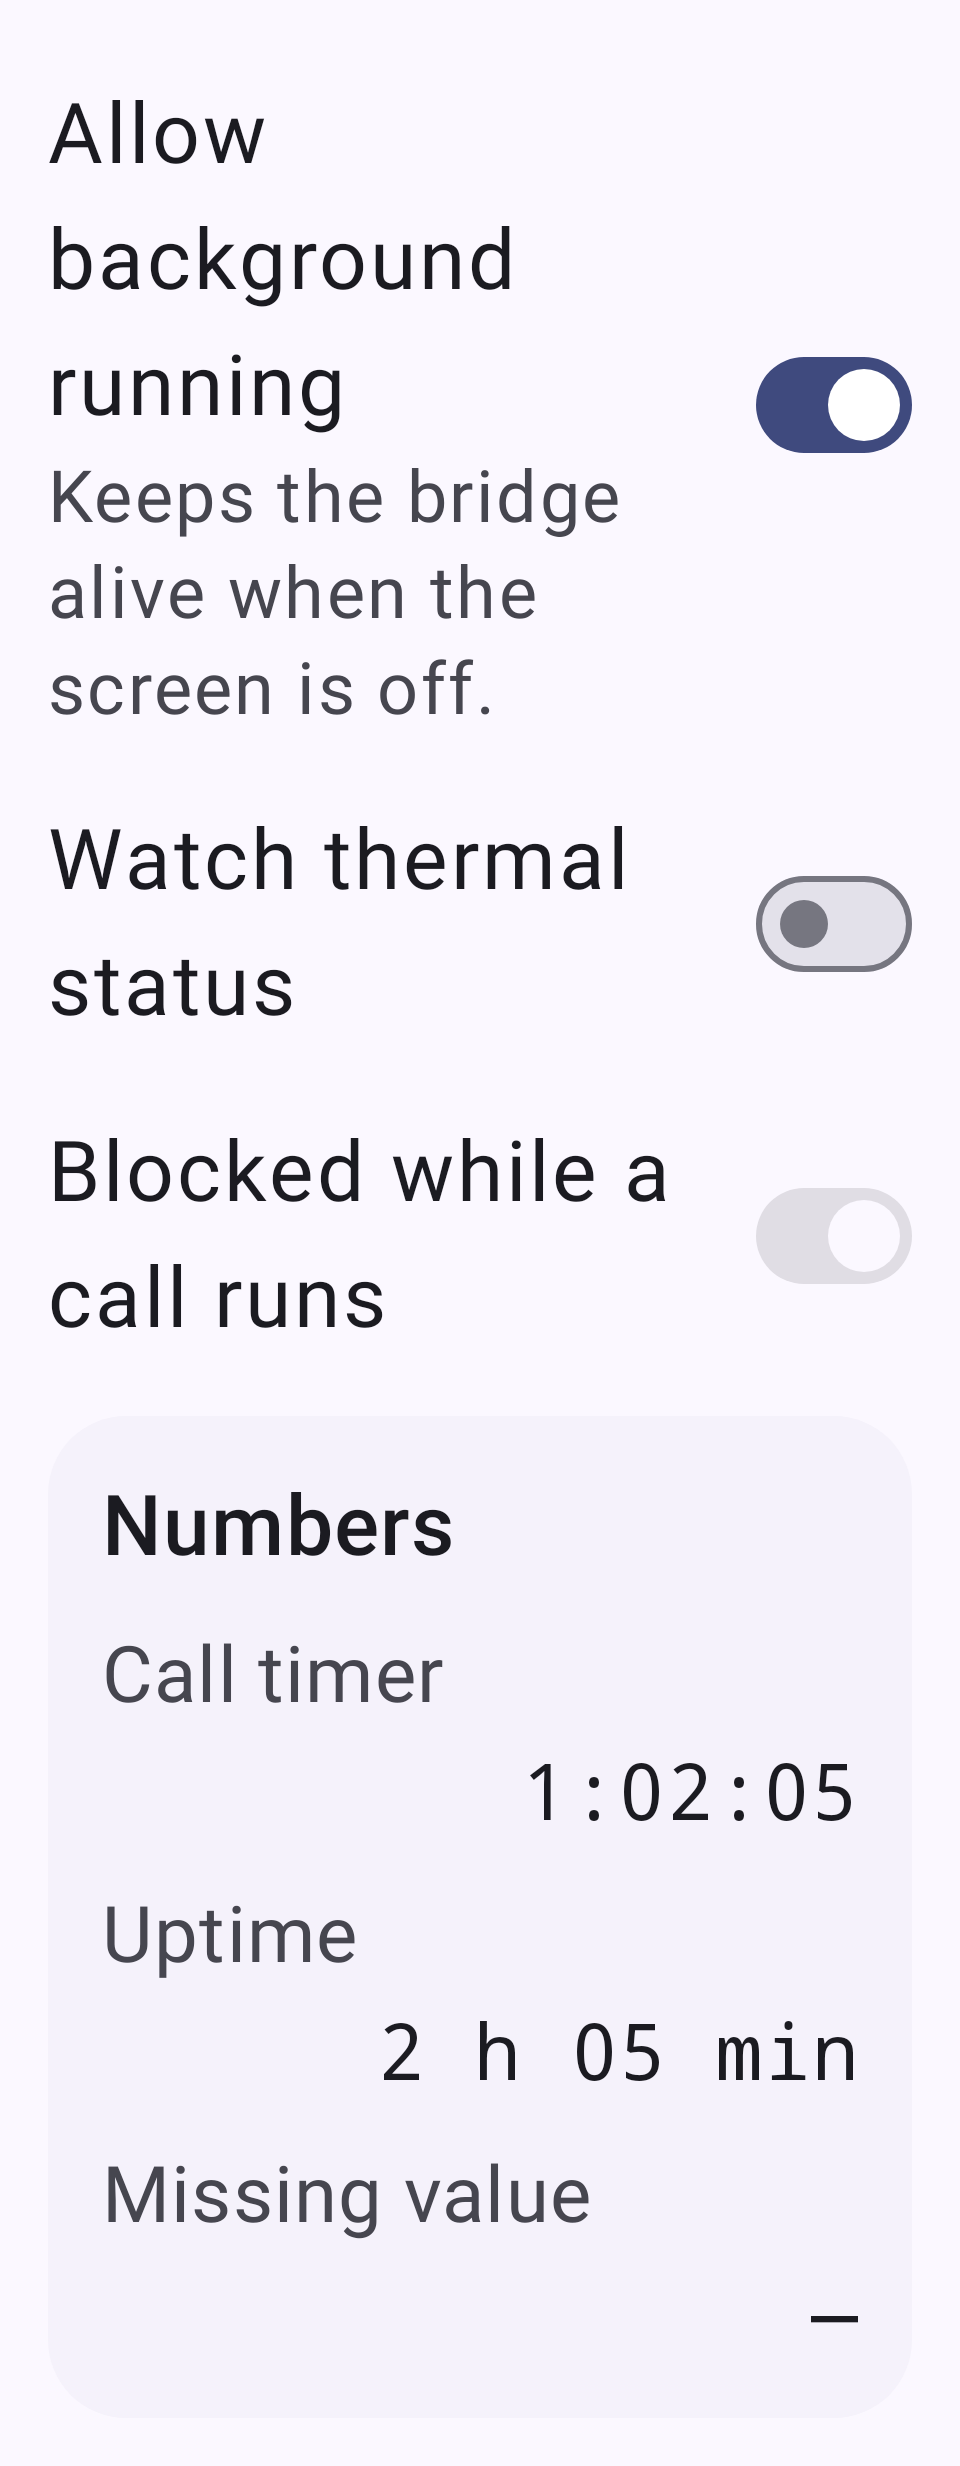 Allow
background
running
Keeps the bridge
alive when the
screen is off.
Watch thermal
status
Blocked while a
call runs
Numbers
Call timer
1:02:05
Uptime
2 h 05 min
Missing value
—